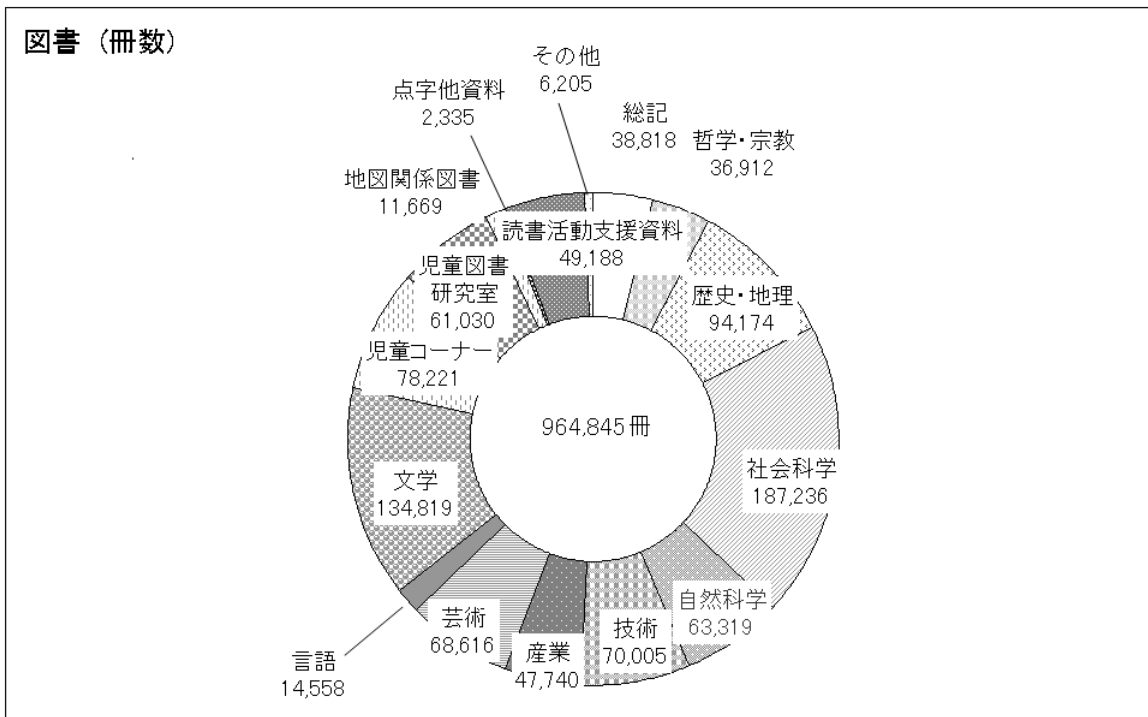 図書（冊数）
その他
6,205
点字他資料
2,335
総記
38,818
哲学・宗教
36,912
地図関係図書
11,669
読書活動支援資料
49,188
児童図書
研究室
61,030
歴史・地理
94,174
児童コーナー
78,221
964,845冊
文学
134,819
社会科学
187,236
自然科学
63,319
芸術
68,616
技術
70,005
産業
47,740
言語
14,558